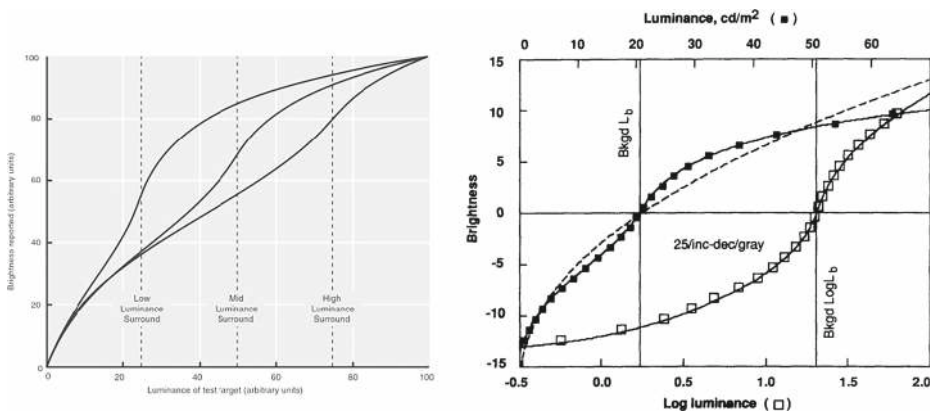 100
80
60
40
20
0
Brightness reported (arbitrary units)
Low
Luminance
Surround
Mid
Luminance
Surround
High
Luminance
Surround
0 20 40 60 80 100
Luminance of test target (arbitrary units)
Luminance, cd/m² (■)
0 10 20 30 40 50 60
15
10
5
0
-5
-10
-15
Brightness
Bkgd Lb
25/inc-dec/gray
Bkgd LogLb
-0.5 0.0 0.5 1.0 1.5 2.0
Log luminance (□)